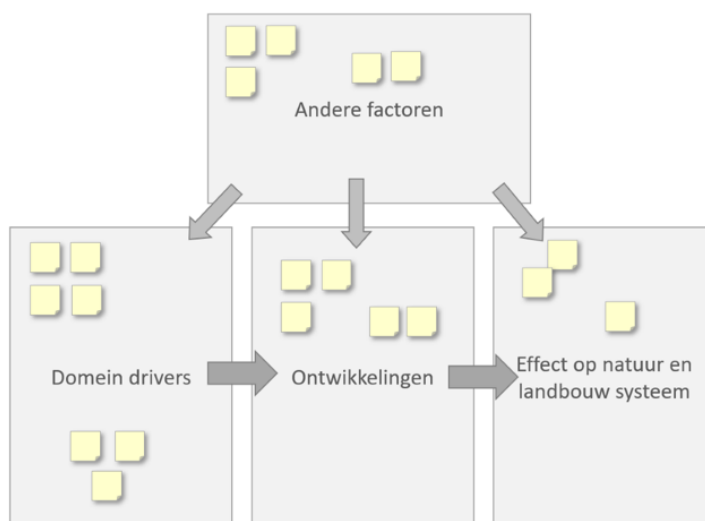 Andere factoren
Domein drivers
Ontwikkelingen
Effect op natuur en
landbouw systeem